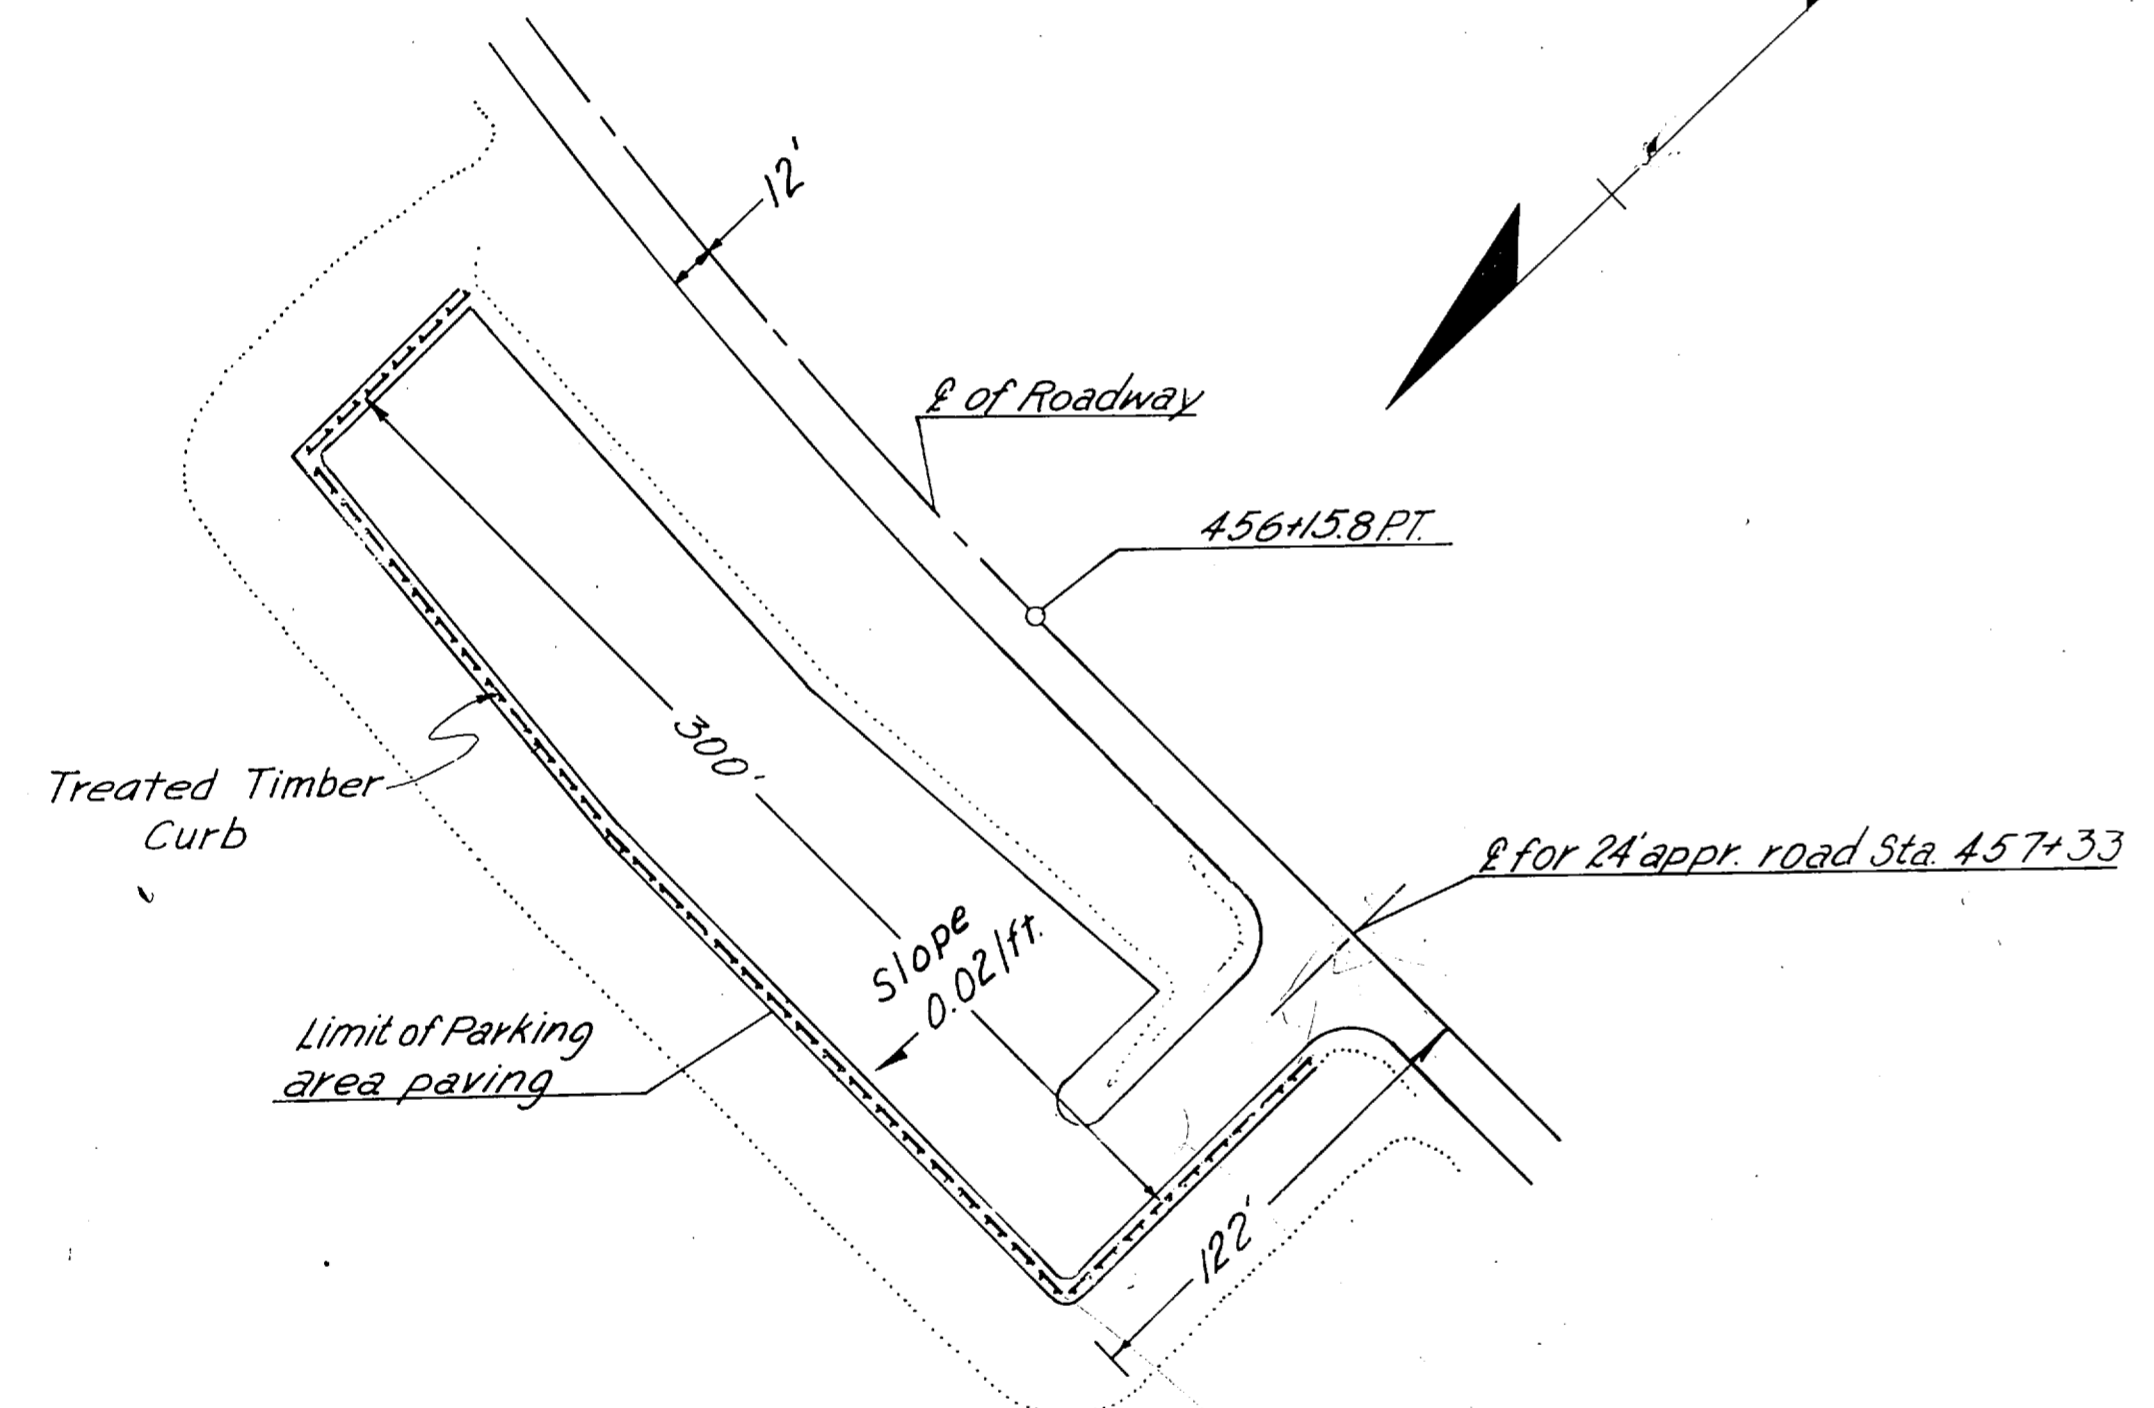 12'
℄ of Roadway
456+15.8 P.T.
300'
Treated Timber
Curb
℄ for 24' appr. road Sta. 457+33
Slope
0.02/ft.
Limit of Parking
area paving
122'